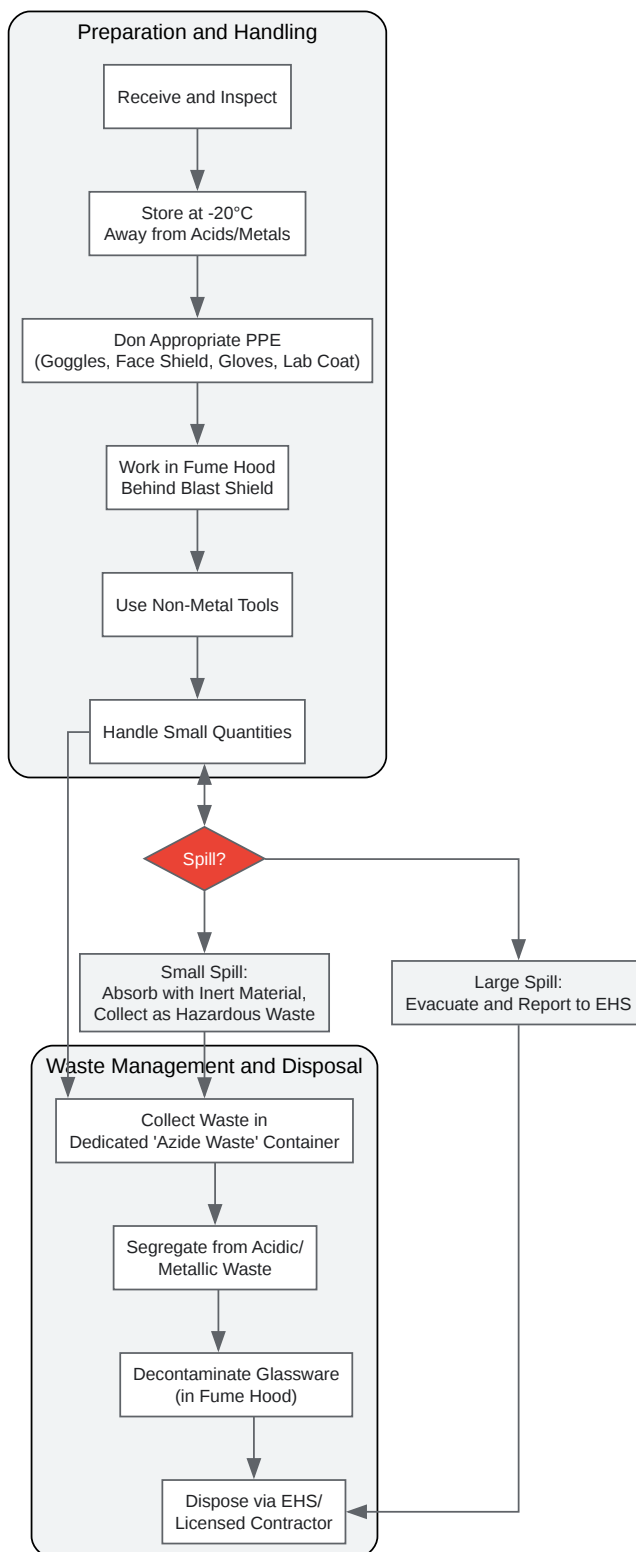 Preparation and Handling
Receive and Inspect
Store at -20°C
Away from Acids/Metals
Don Appropriate PPE
(Goggles, Face Shield, Gloves, Lab Coat)
Work in Fume Hood
Behind Blast Shield
Use Non-Metal Tools
Handle Small Quantities
Spill?
Small Spill:
Absorb with Inert Material,
Collect as Hazardous Waste
Large Spill:
Evacuate and Report to EHS
Waste Management and Disposal
Collect Waste in
Dedicated 'Azide Waste' Container
Segregate from Acidic/
Metallic Waste
Decontaminate Glassware
(in Fume Hood)
Dispose via EHS/
Licensed Contractor